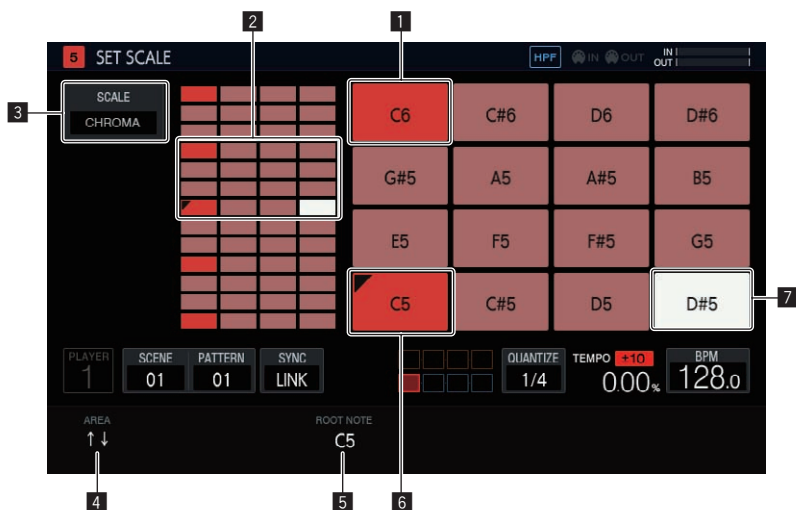 2
1
5 SET SCALE
HPF IN OUT IN OUT
3
SCALE
CHROMA
C6 C#6 D6 D#6
G#5 A5 A#5 B5
E5 F5 F#5 G5
C5 C#5 D5 D#5
7
PLAYER SCENE PATTERN SYNC QUANTIZE TEMPO +10 BPM
1 01 01 LINK 1/4 0.00% 128.0
AREA ROOT NOTE
↑↓ C5
4 5 6